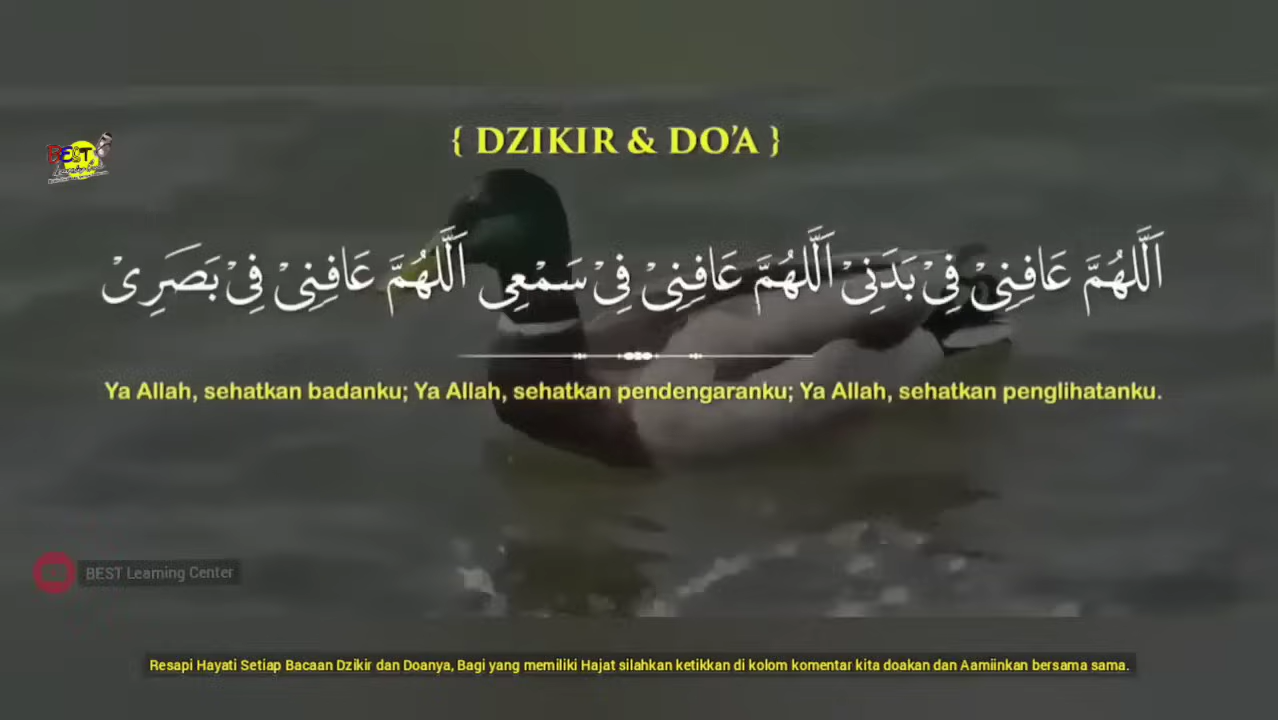 { DZIKIR & DO'A }
BEST
اَللَّهُمَّ عَافِنِيْ فِيْ بَدَنِيْ اَللَّهُمَّ عَافِنِيْ فِيْ سَمْعِي اَللَّهُمَّ عَافِنِيْ فِيْ بَصَرِيْ
Ya Allah, sehatkan badanku; Ya Allah, sehatkan pendengaranku; Ya Allah, sehatkan penglihatanku.
BEST Learning Center
Resapi Hayati Setiap Bacaan Dzikir dan Doanya, Bagi yang memiliki Hajat silahkan ketikkan di kolom komentar kita doakan dan Aamiinkan bersama sama.